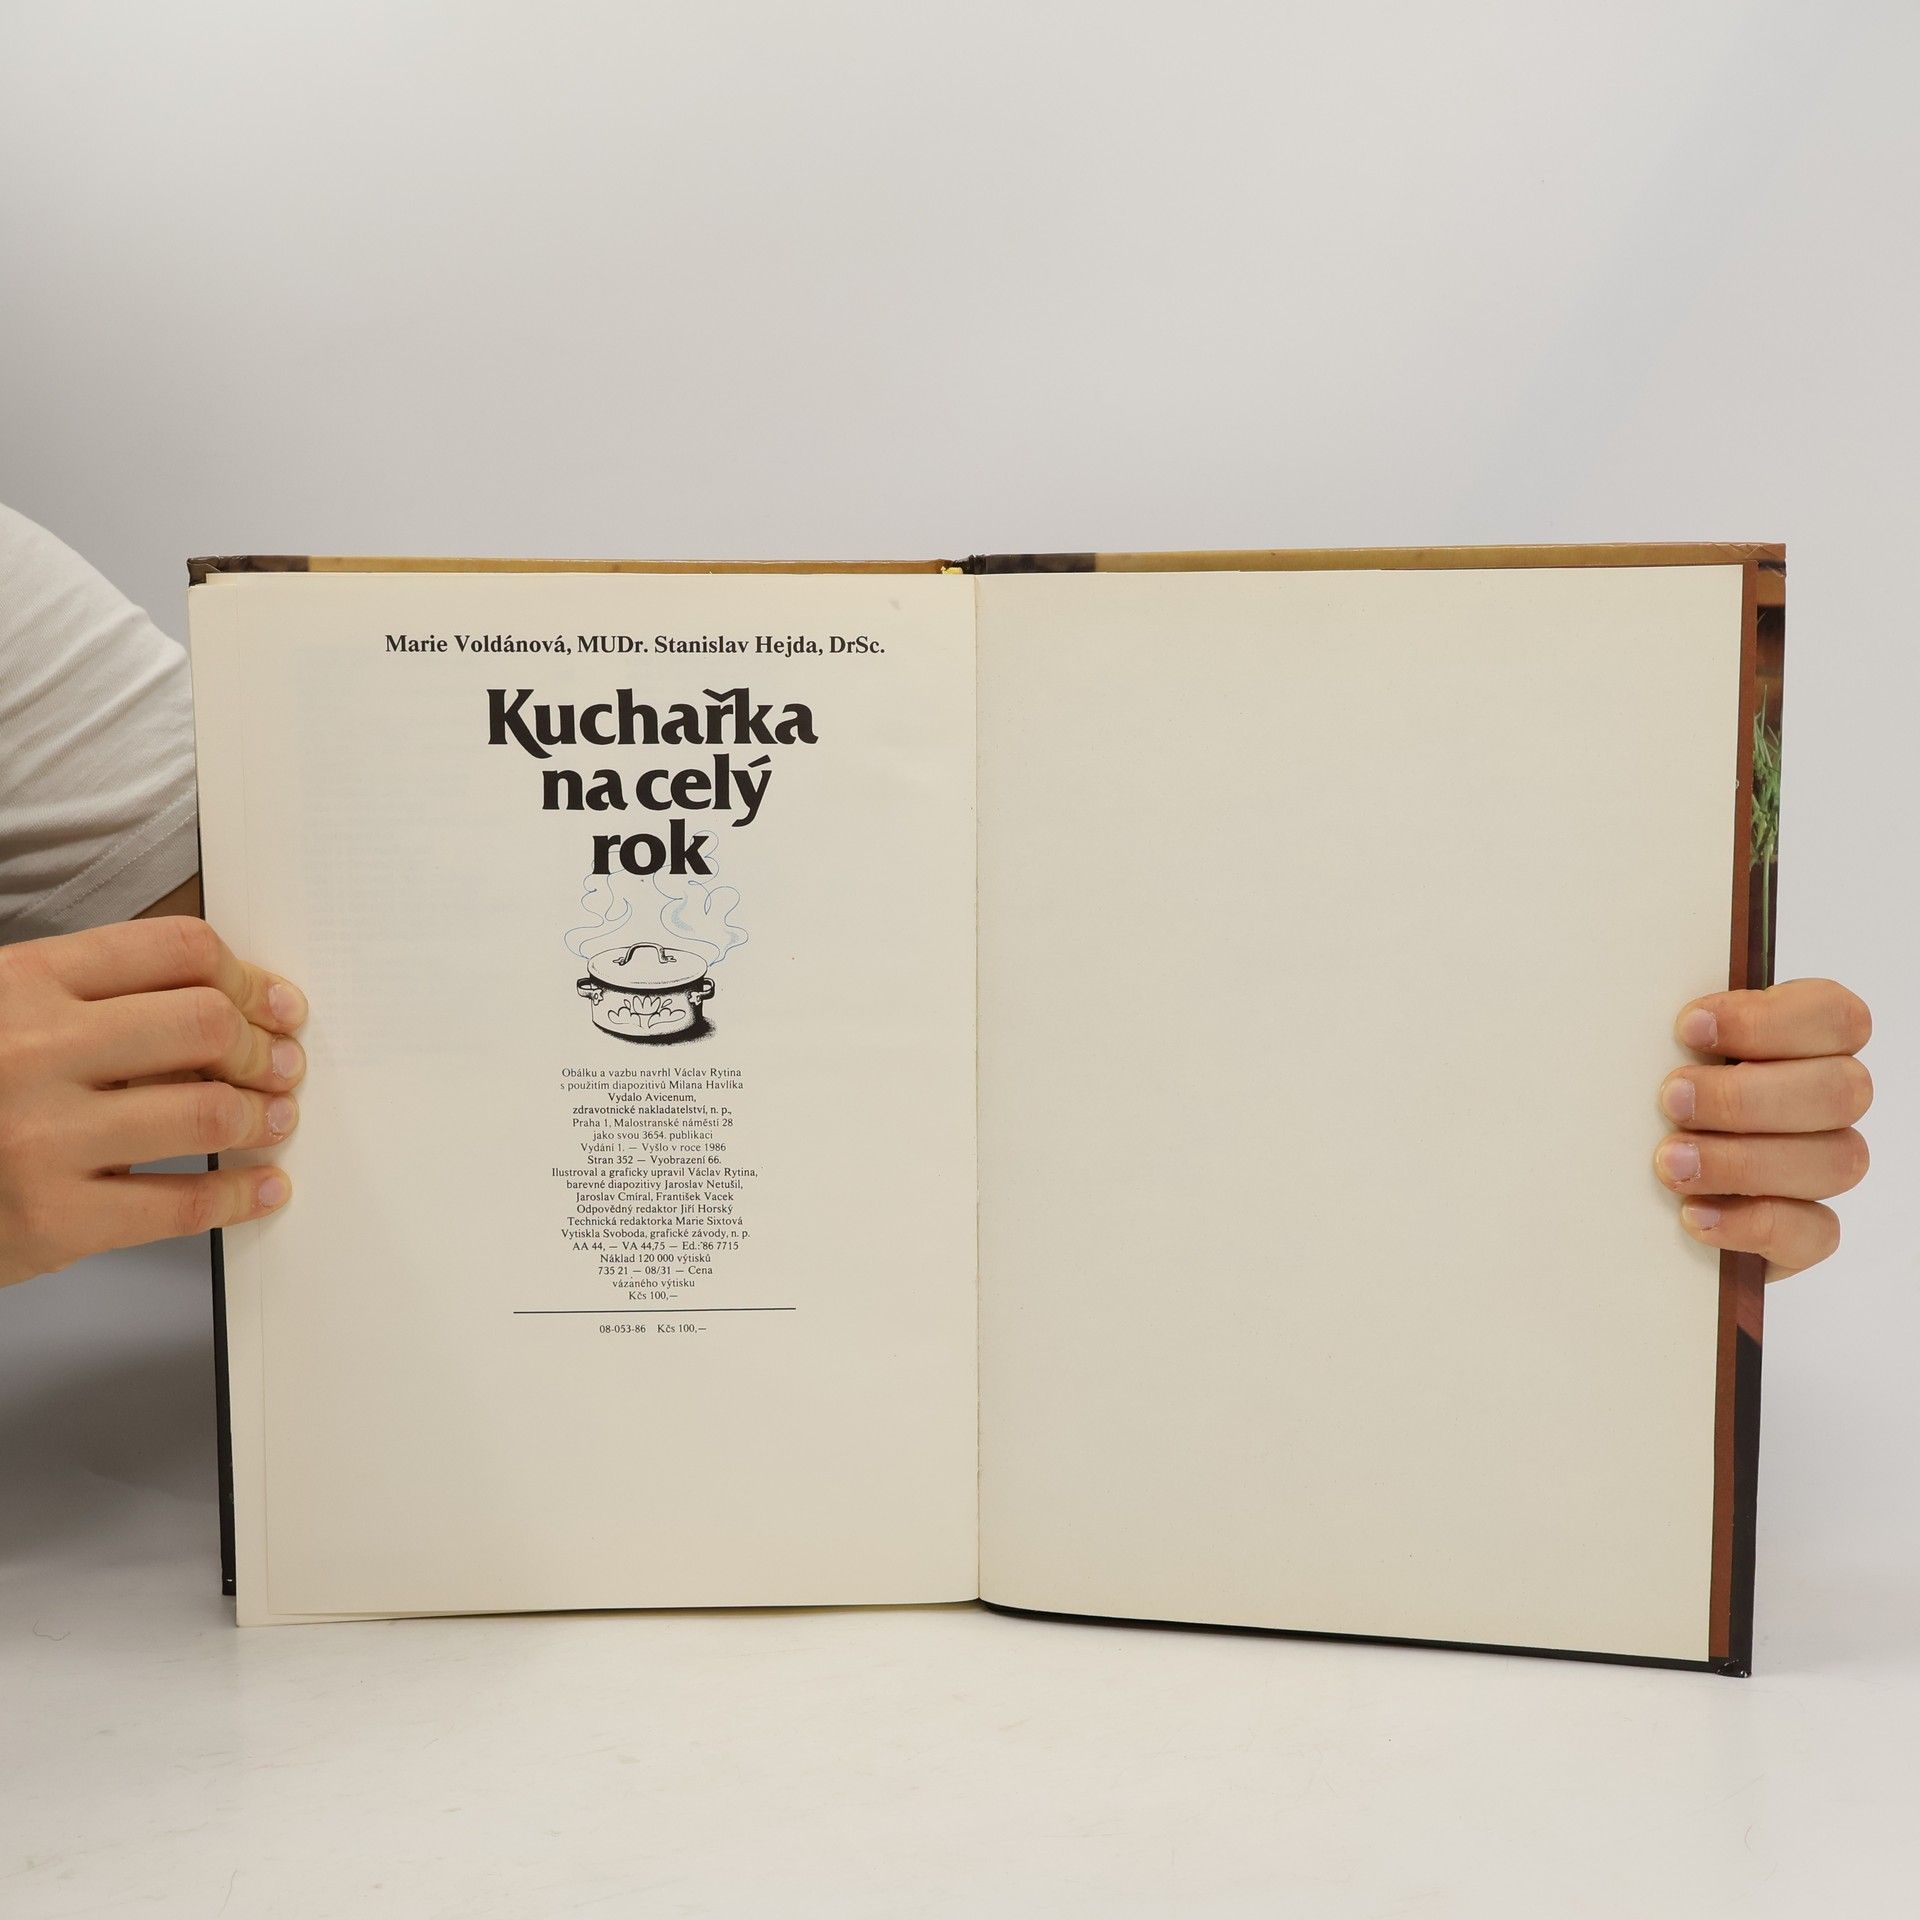 Marie Voldánová, MUDr. Stanislav Hejda, DrSc.
Kuchařka
na celý
rok
Obálku a vazbu navrhl Václav Rytina
s použitím diapozitivů Milana Havlíka
Vydalo Avicenum,
zdravotnické nakladatelství, n. p.,
Praha 1, Malostranské náměstí 28
jako svou 3654. publikaci
Vydání 1. — Vyšlo v roce 1986
Stran 352 — Vyobrazení 66.
Ilustroval a graficky upravil Václav Rytina,
barevné diapozitivy Jaroslav Netušil,
Jaroslav Cmíral, František Vacek
Odpovědný redaktor Jiří Horský
Technická redaktorka Marie Sixtová
Vytiskla Svoboda, grafické závody, n. p.
AA 44, — VA 44,75 — Ed.: 86 7715
Náklad 120 000 výtisků
735 21 — 08/31 — Cena
vázaného výtisku
Kčs 100,—
08-053-86 Kčs 100,—